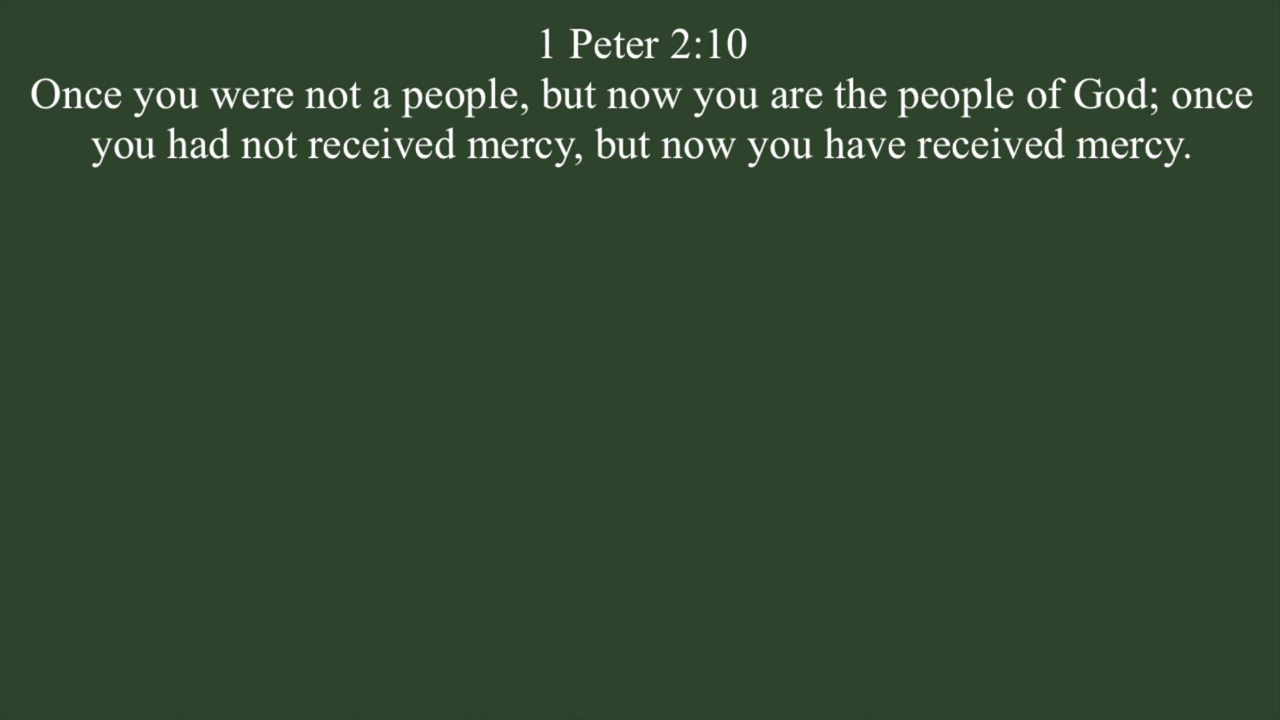 1 Peter 2:10
Once you were not a people, but now you are the people of God; once
you had not received mercy, but now you have received mercy.